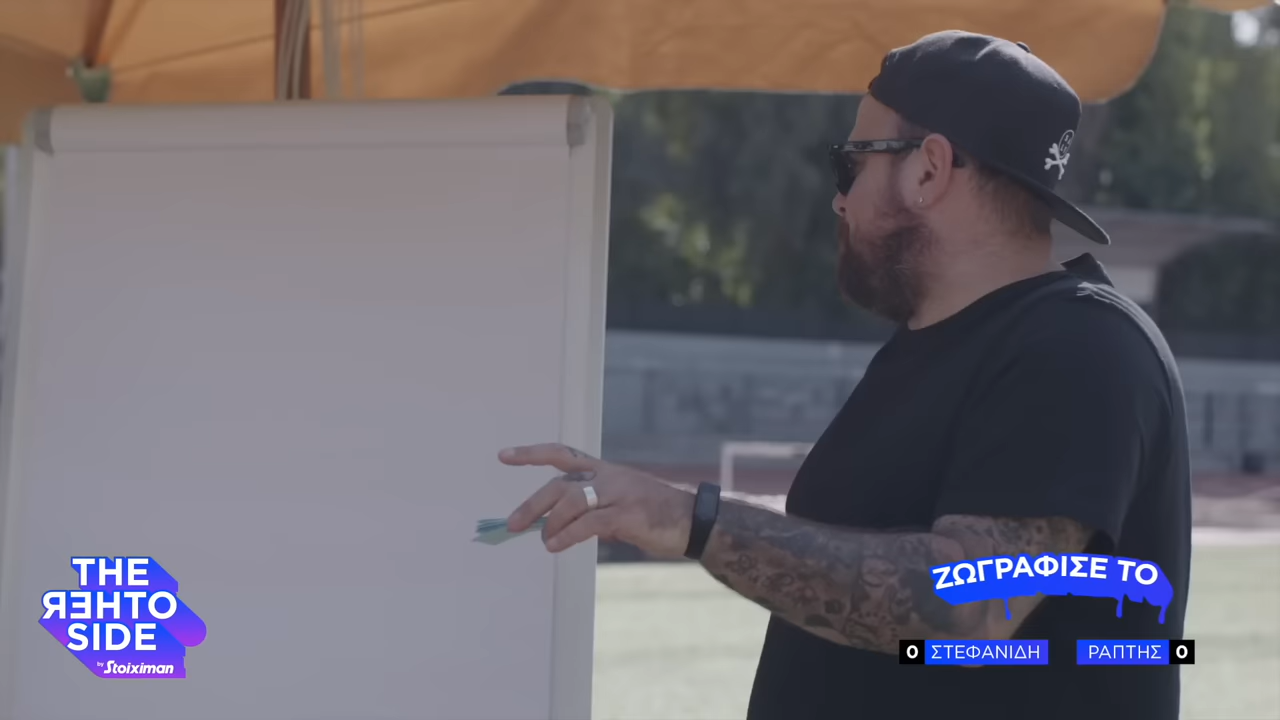 THE
OTHER
SIDE
by Stoiximan
ΖΩΓΡΑΦΙΣΕ ΤΟ
0 ΣΤΕΦΑΝΙΔΗ ΡΑΠΤΗΣ 0